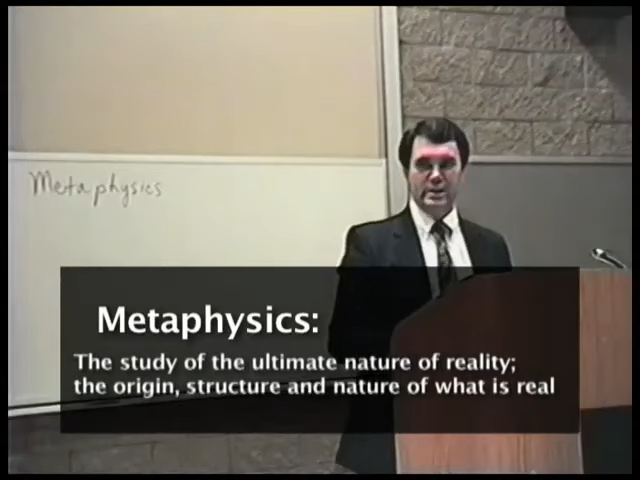 Metaphysics
Metaphysics:
The study of the ultimate nature of reality;
the origin, structure and nature of what is real